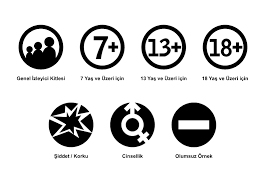 7+ 13+ 18+
Genel İzleyici Kitlesi 7 Yaş ve Üzeri için 13 Yaş ve Üzeri için 18 Yaş ve Üzeri için
Şiddet / Korku Cinsellik Olumsuz Örnek